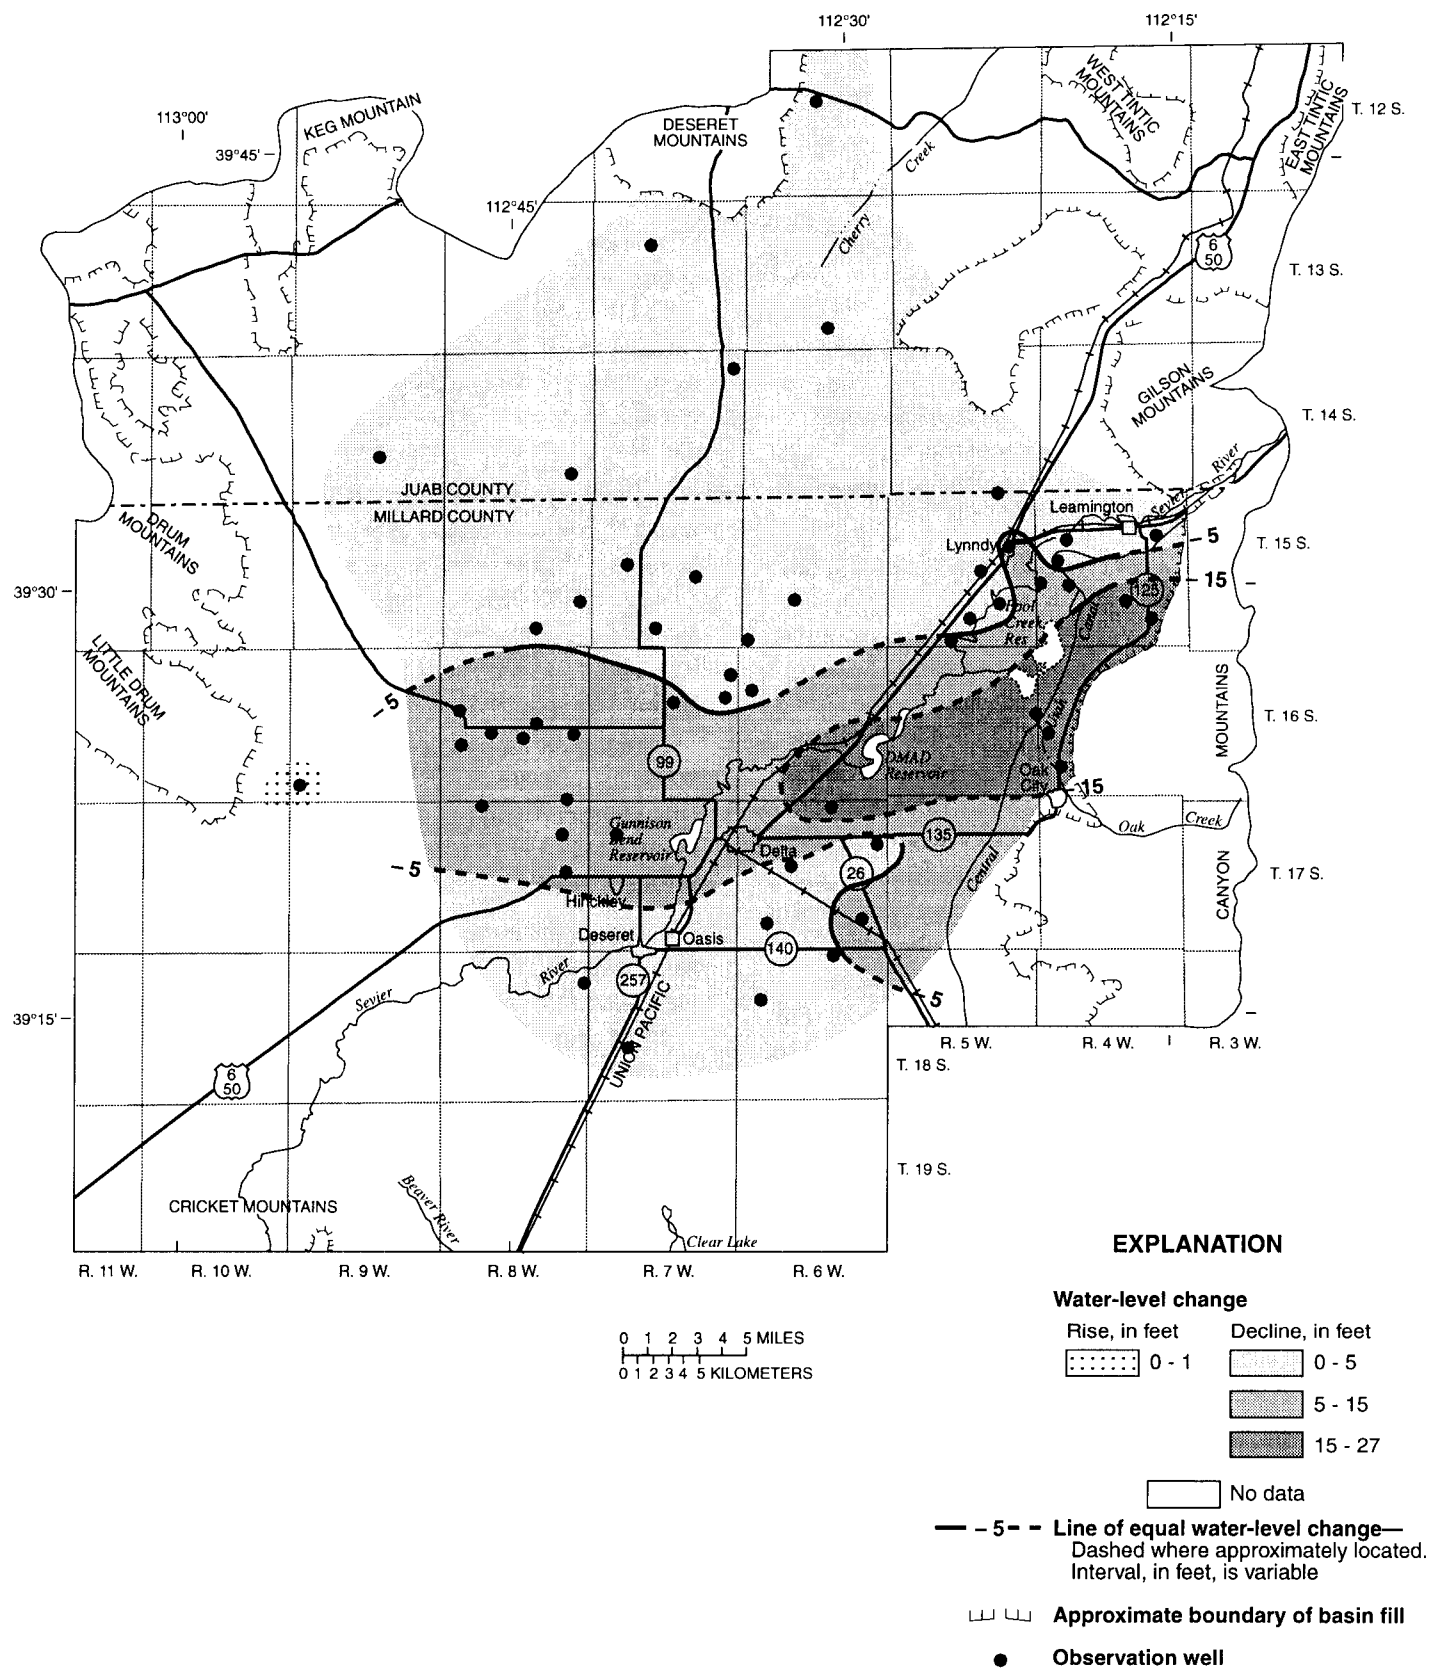 112°30'
112°15'
WEST TINTIC
MOUNTAINS
EAST TINTIC
MOUNTAINS
T. 12 S.
113°00'
KEG MOUNTAIN
DESERET
MOUNTAINS
39°45'
Creek
112°45'
Cherry
6
50
T. 13 S.
GILSON
MOUNTAINS
T. 14 S.
River
Sevier
JUAB COUNTY
MILLARD COUNTY
Leamington
DRUM
MOUNTAINS
Lynndyl
5
T. 15 S.
15
39°30'
125
Fool
Creek
Res
Canal
LITTLE DRUM
MOUNTAINS
MOUNTAINS
5
T. 16 S.
Utah
99
DMAD
Reservoir
Oak
City
15
Gunnison
Bend
Reservoir
135
Oak
Creek
Delta
5
26
Central
CANYON
T. 17 S.
Hinckley
Deseret
Oasis
140
River
257
Sevier
5
UNION PACIFIC
39°15'
R. 5 W.
R. 4 W.
R. 3 W.
T. 18 S.
6
50
T. 19 S.
CRICKET MOUNTAINS
Beaver River
Clear Lake
R. 11 W.
R. 10 W.
R. 9 W.
R. 8 W.
R. 7 W.
R. 6 W.
EXPLANATION
Water-level change
Rise, in feet
Decline, in feet
0 - 1
0 - 5
5 - 15
15 - 27
No data
0 1 2 3 4 5 MILES
0 1 2 3 4 5 KILOMETERS
– 5 – – Line of equal water-level change—
Dashed where approximately located.
Interval, in feet, is variable
Approximate boundary of basin fill
Observation well